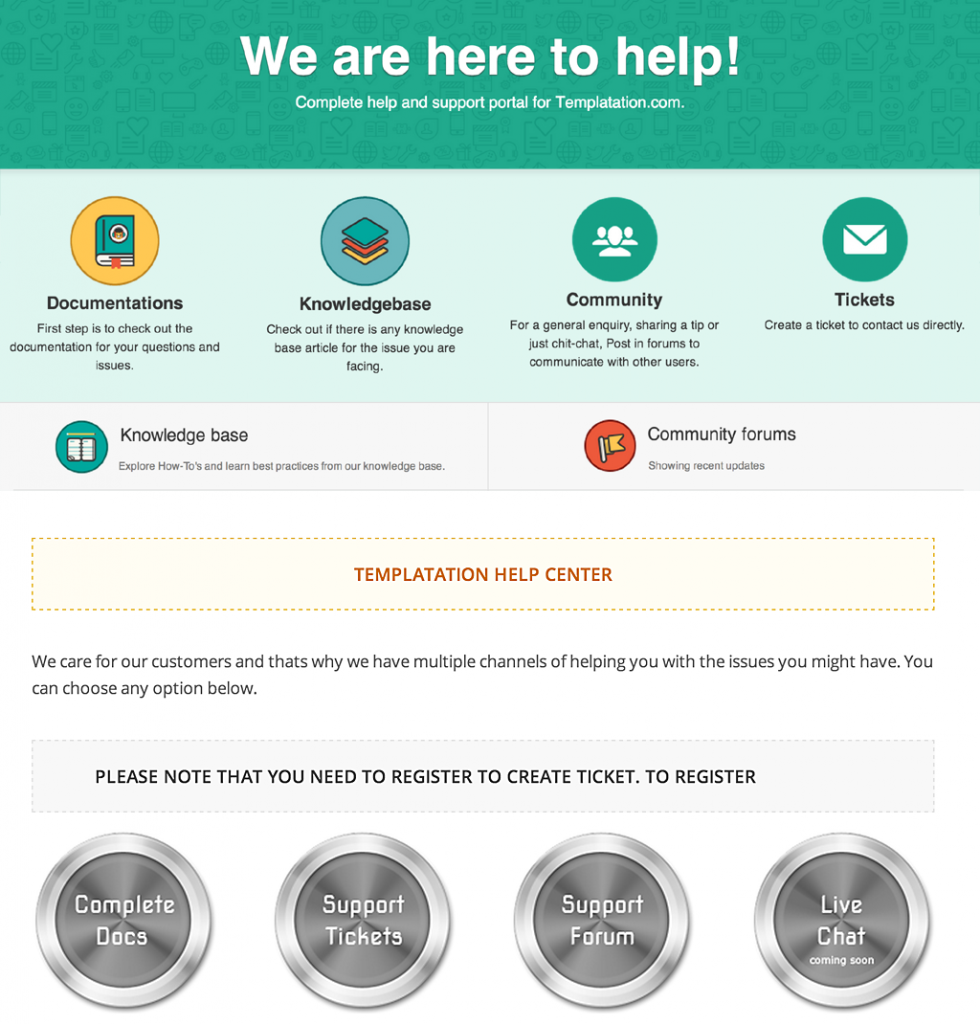 We are here to help!
Complete help and support portal for Templatation.com.
Documentations
First step is to check out the
documentation for your questions and
issues.
Knowledgebase
Check out if there is any knowledge
base article for the issue you are
facing.
Community
For a general enquiry, sharing a tip or
just chit-chat, Post in forums to
communicate with other users.
Tickets
Create a ticket to contact us directly.
Knowledge base
Explore How-To's and learn best practices from our knowledge base.
Community forums
Showing recent updates
TEMPLATATION HELP CENTER
We care for our customers and thats why we have multiple channels of helping you with the issues you might have. You
can choose any option below.
PLEASE NOTE THAT YOU NEED TO REGISTER TO CREATE TICKET. TO REGISTER
Complete
Docs
Support
Tickets
Support
Forum
Live
Chat
coming soon